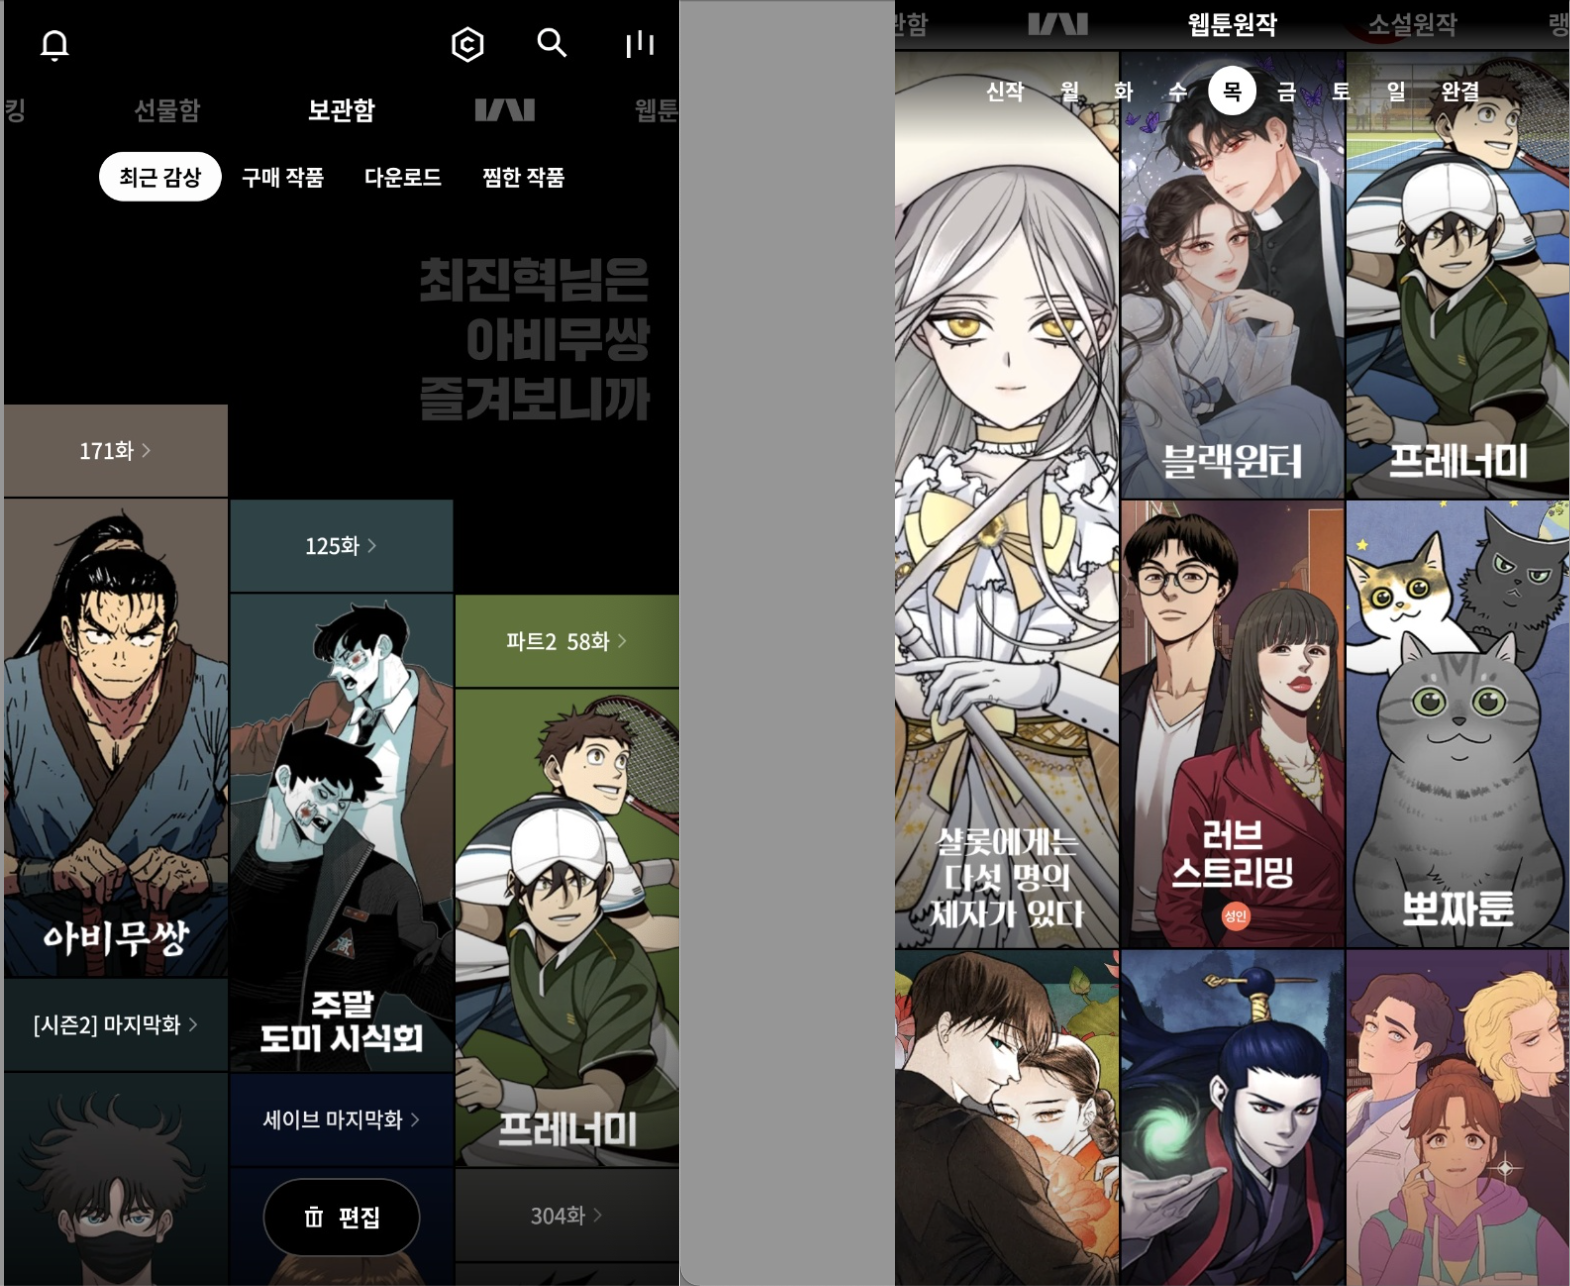 킹 선물함 보관함 웹툰
최근 감상 구매 작품 다운로드 찜한 작품
최진혁님은
아비무쌍
즐겨보니까
171화
아비무쌍
[시즌2] 마지막화
125화
주말
도미 시식회
세이브 마지막화
파트2 58화
프레너미
304화
편집
관함 웹툰원작 소설원작 랭
신작 월 화 수 목 금 토 일 완결
샬롯에게는
다섯 명의
제자가 있다
블랙윈터
프레너미
러브
스트리밍
성인
뽀짜툰